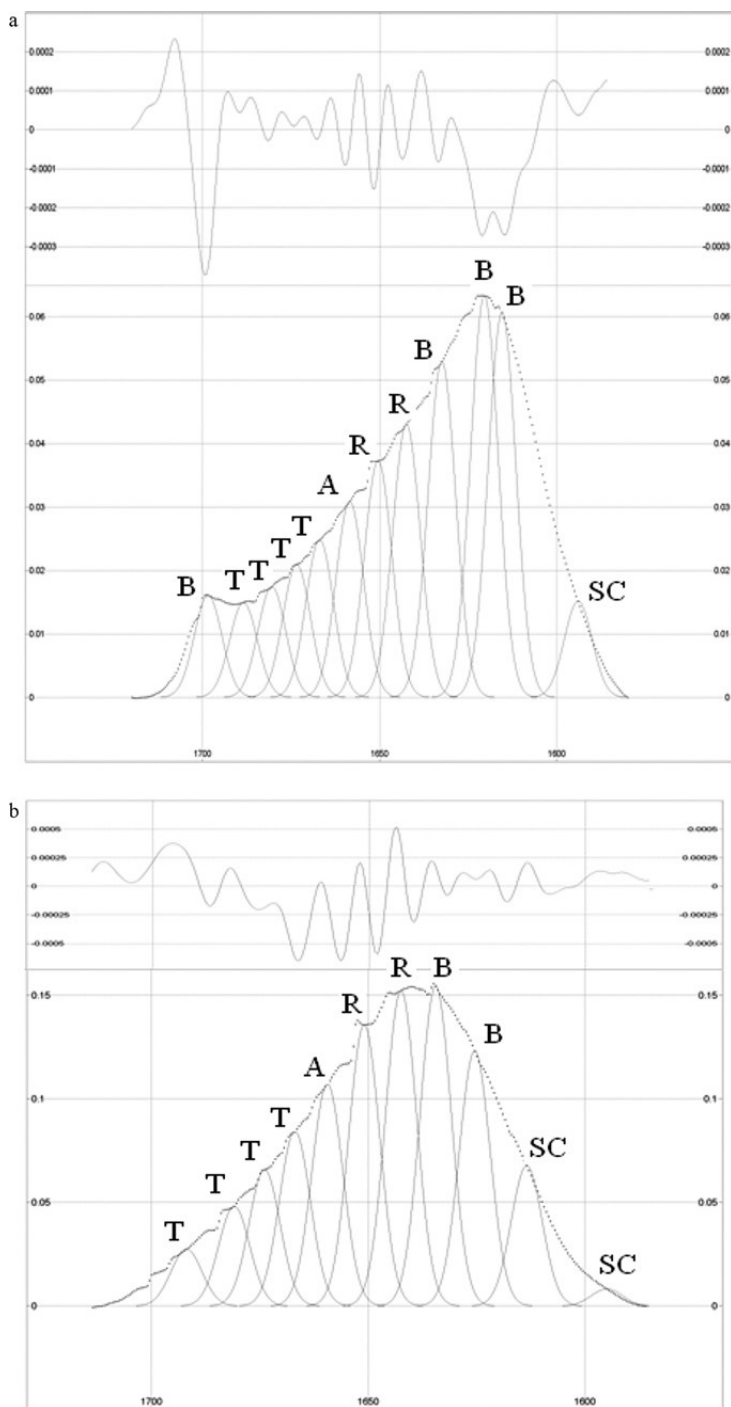 a
0.0002 0.0002
0.0001 0.0001
0 0
-0.0001 -0.0001
-0.0002 -0.0002
-0.0003 -0.0003
B
B
0.06 0.06
B
0.05 0.05
R
0.04 0.04
R
A
0.03 0.03
T
T
0.02 T 0.02
B T SC
0.01 0.01
0 0
1700 1650 1600
b
0.0005 0.0005
0.00025 0.00025
0 0
-0.00025 -0.00025
-0.0005 -0.0005
R B
0.15 R 0.15
B
A
0.1 0.1
T
SC
T
0.05 T 0.05
T
SC
0 0
1700 1650 1600